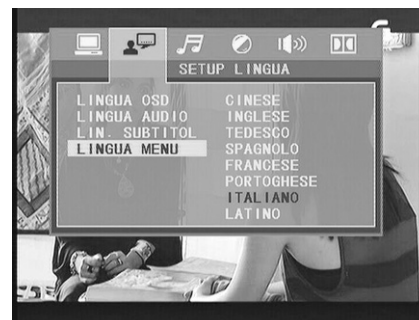 SETUP LINGUA
LINGUA OSD
LINGUA AUDIO
LIN. SUBTITOL
LINGUA MENU
CINESE
INGLESE
TEDESCO
SPAGNOLO
FRANCESE
PORTOGHESE
ITALIANO
LATINO